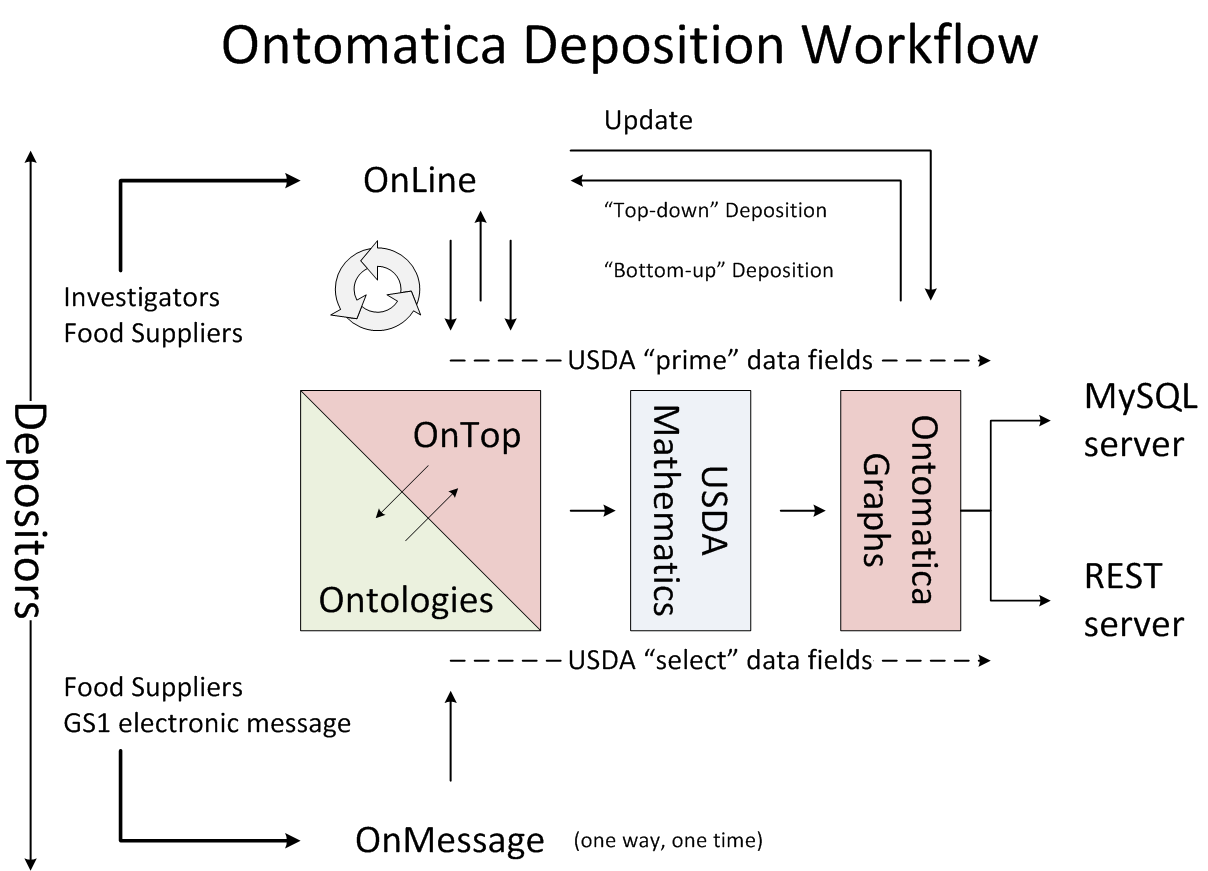 Ontomatica Deposition Workflow
Update
OnLine
“Top-down” Deposition
“Bottom-up” Deposition
Investigators
Food Suppliers
USDA “prime” data fields
Depositors
OnTop
Ontologies
USDA
Mathematics
Ontomatica
Graphs
MySQL
server
REST
server
USDA “select” data fields
Food Suppliers
GS1 electronic message
OnMessage (one way, one time)